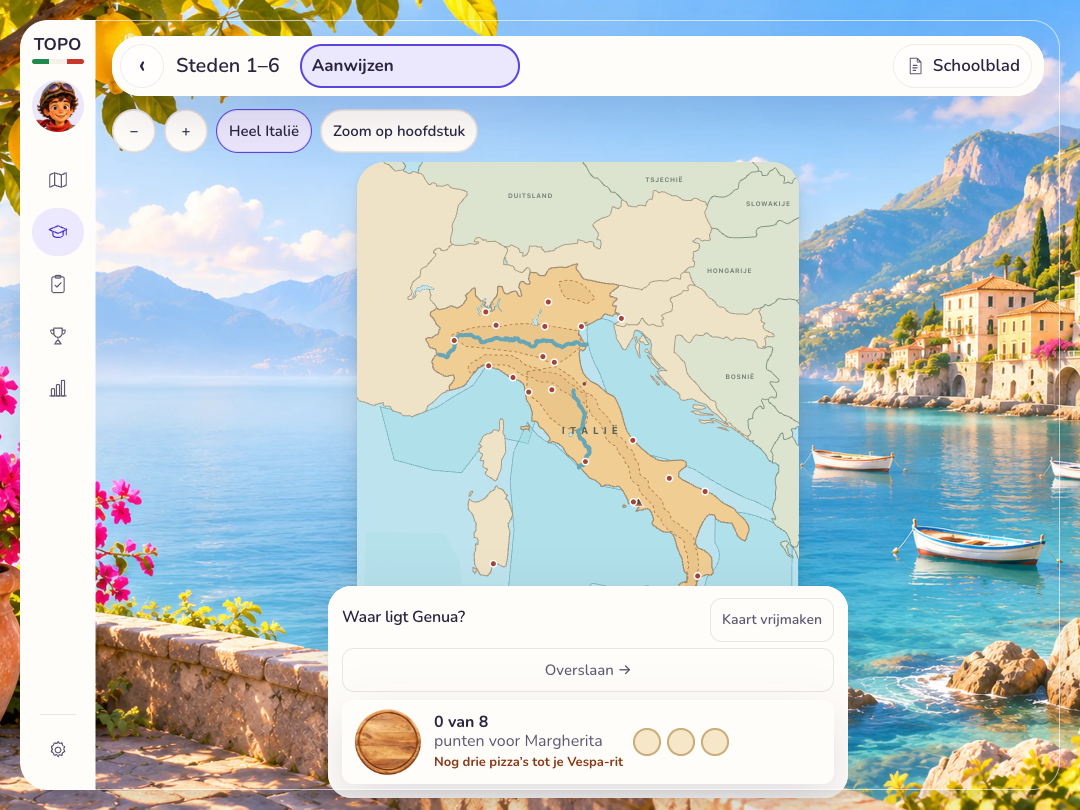 TOPO
‹
Steden 1–6
Aanwijzen
Schoolblad
−
+
Heel Italië
Zoom op hoofdstuk
DUITSLAND
TSJECHIË
SLOWAKIJE
HONGARIJE
BOSNIË
ITALIË
Waar ligt Genua?
Kaart vrijmaken
Overslaan →
0 van 8
punten voor Margherita
Nog drie pizza's tot je Vespa-rit